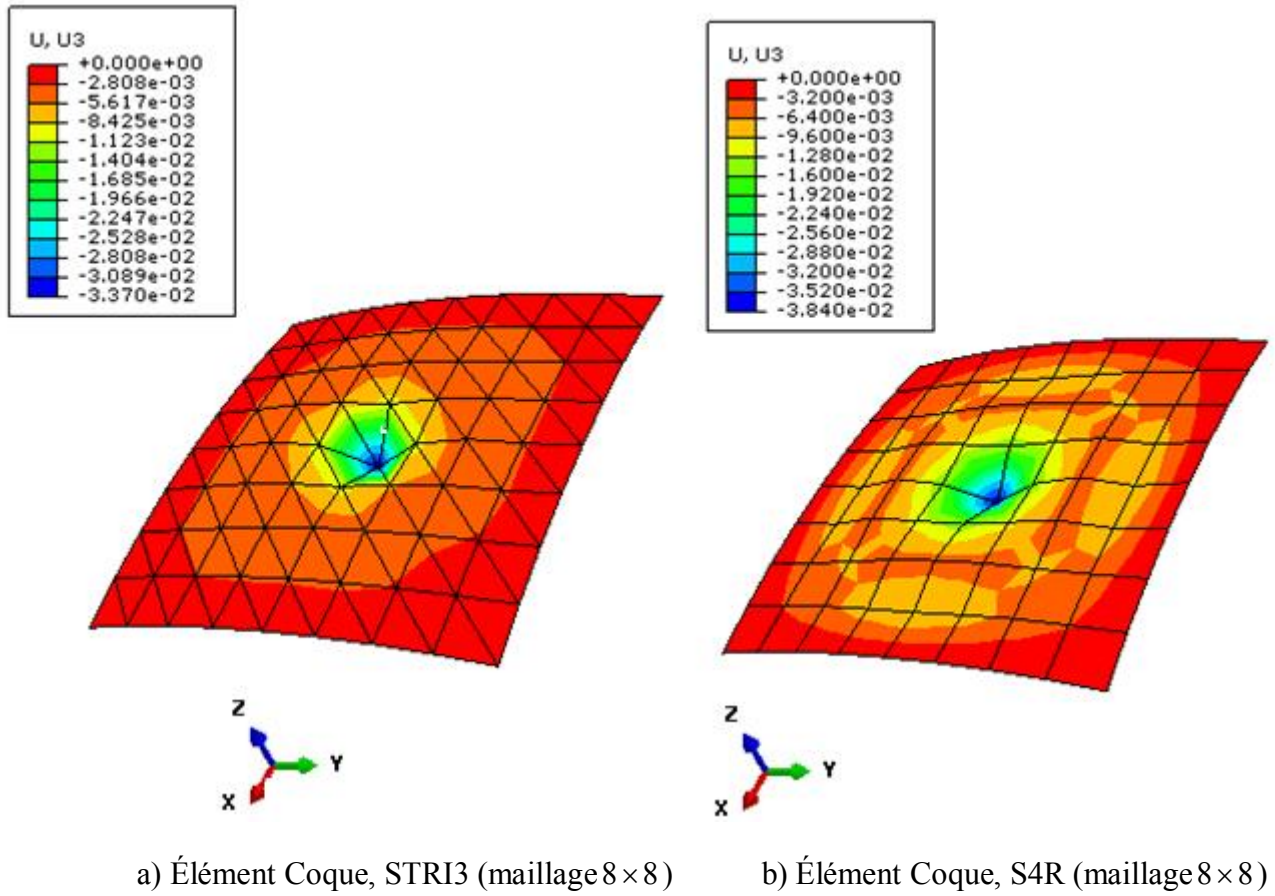 U, U3
+0.000e+00
-2.808e-03
-5.617e-03
-8.425e-03
-1.123e-02
-1.404e-02
-1.685e-02
-1.966e-02
-2.247e-02
-2.528e-02
-2.808e-02
-3.089e-02
-3.370e-02
U, U3
+0.000e+00
-3.200e-03
-6.400e-03
-9.600e-03
-1.280e-02
-1.600e-02
-1.920e-02
-2.240e-02
-2.560e-02
-2.880e-02
-3.200e-02
-3.520e-02
-3.840e-02
Z
Y
X
Z
Y
X
a) Élément Coque, STRI3 (maillage 8 × 8)
b) Élément Coque, S4R (maillage 8 × 8)